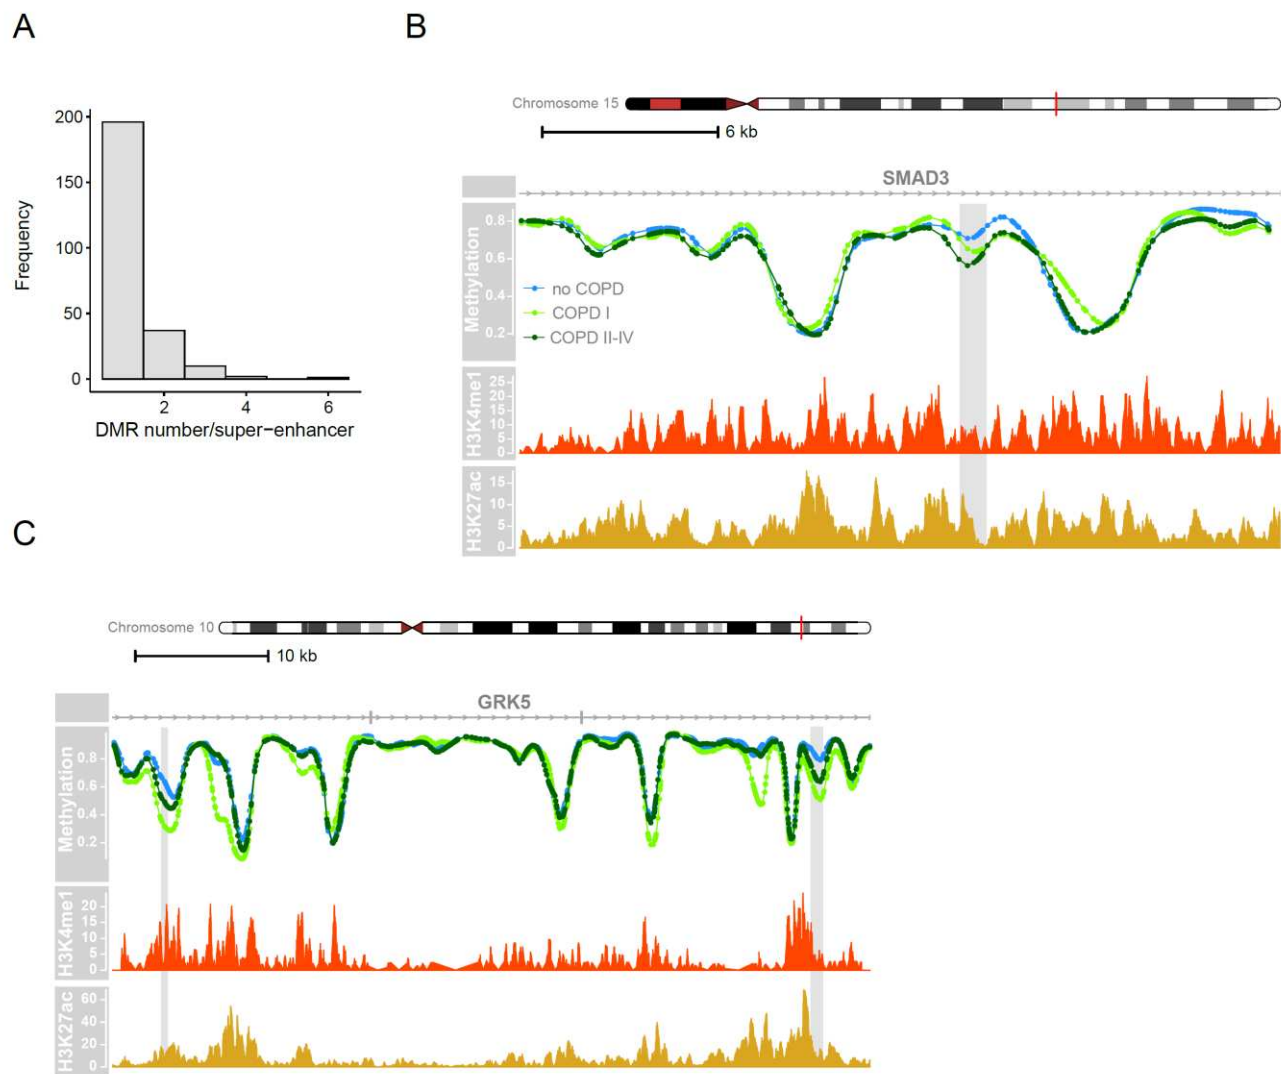 A
B
200
150
100
50
0
Frequency
2
4
6
DMR number/super−enhancer
Chromosome 15
6 kb
SMAD3
Methylation
0.8
0.6
0.4
0.2
no COPD
COPD I
COPD II-IV
H3K4me1
25
20
15
10
5
0
H3K27ac
15
10
5
0
C
Chromosome 10
10 kb
GRK5
Methylation
0.8
0.6
0.4
0.2
H3K4me1
20
15
10
5
0
H3K27ac
60
40
20
0